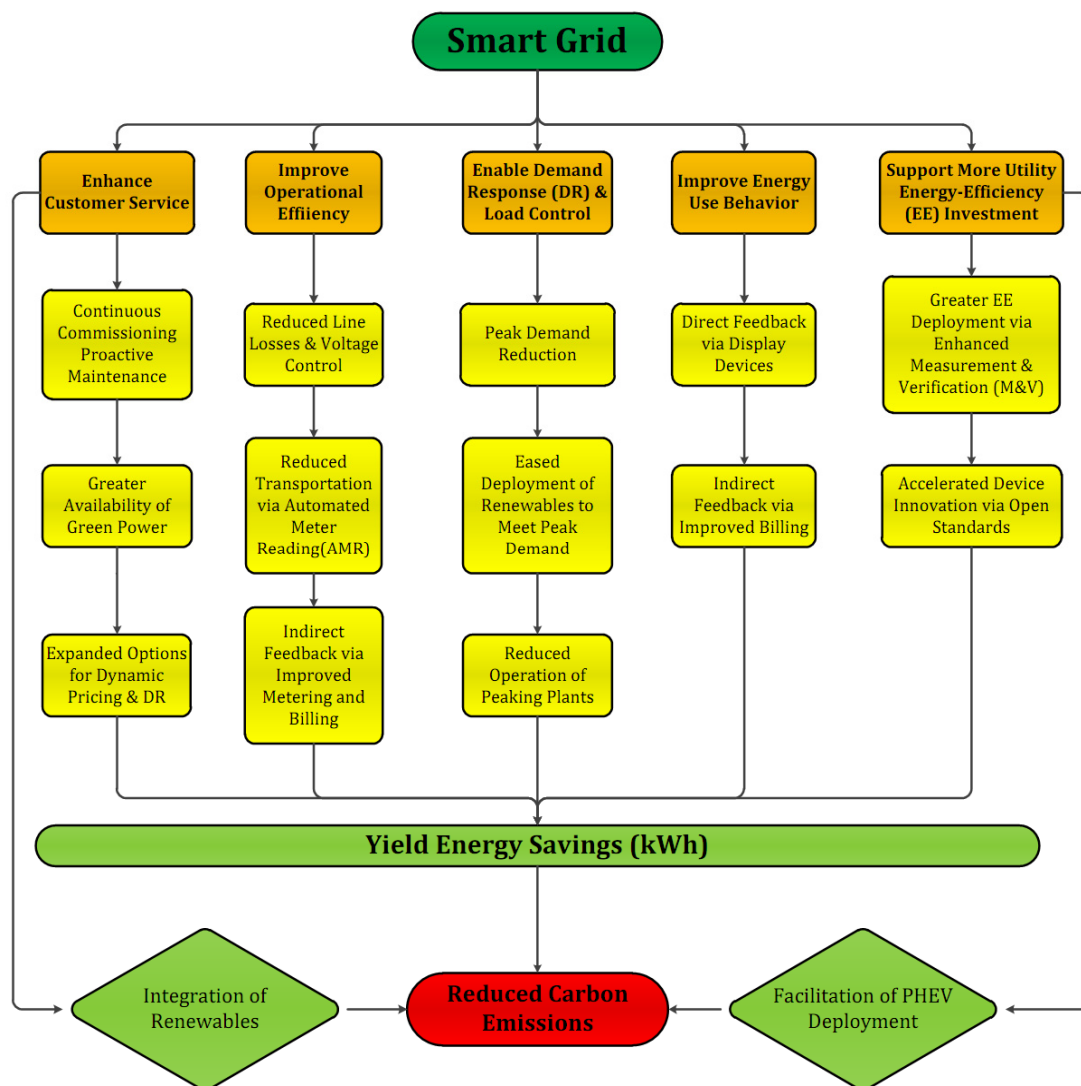 Smart Grid
Enhance
Customer Service
Improve
Operational
Effiiency
Enable Demand
Response (DR) &
Load Control
Improve Energy
Use Behavior
Support More Utility
Energy-Efficiency
(EE) Investment
Continuous
Commissioning
Proactive
Maintenance
Reduced Line
Losses & Voltage
Control
Peak Demand
Reduction
Direct Feedback
via Display
Devices
Greater EE
Deployment via
Enhanced
Measurement &
Verification (M&V)
Greater
Availability of
Green Power
Reduced
Transportation
via Automated
Meter
Reading(AMR)
Eased
Deployment of
Renewables to
Meet Peak
Demand
Indirect
Feedback via
Improved Billing
Accelerated Device
Innovation via Open
Standards
Expanded Options
for Dynamic
Pricing & DR
Indirect
Feedback via
Improved
Metering and
Billing
Reduced
Operation of
Peaking Plants
Yield Energy Savings (kWh)
Integration of
Renewables
Reduced Carbon
Emissions
Facilitation of PHEV
Deployment